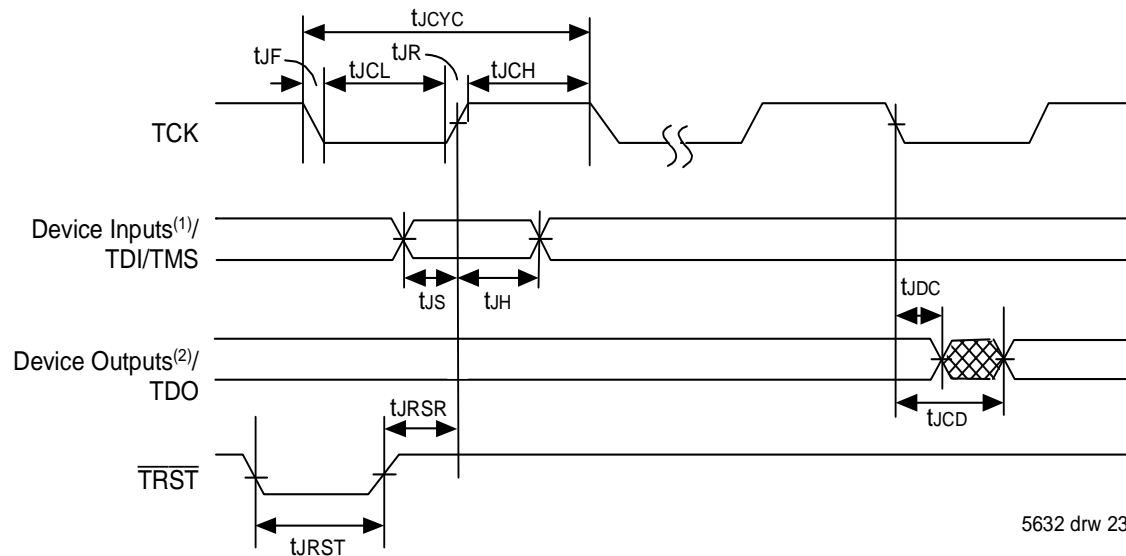 tJCYC
tJF
tJCL
tJR
tJCH
TCK
Device Inputs(1)/
TDI/TMS
tJS
tJH
tJDC
Device Outputs(2)/
TDO
tJRSR
tJCD
TRST
tJRST
5632 drw 23